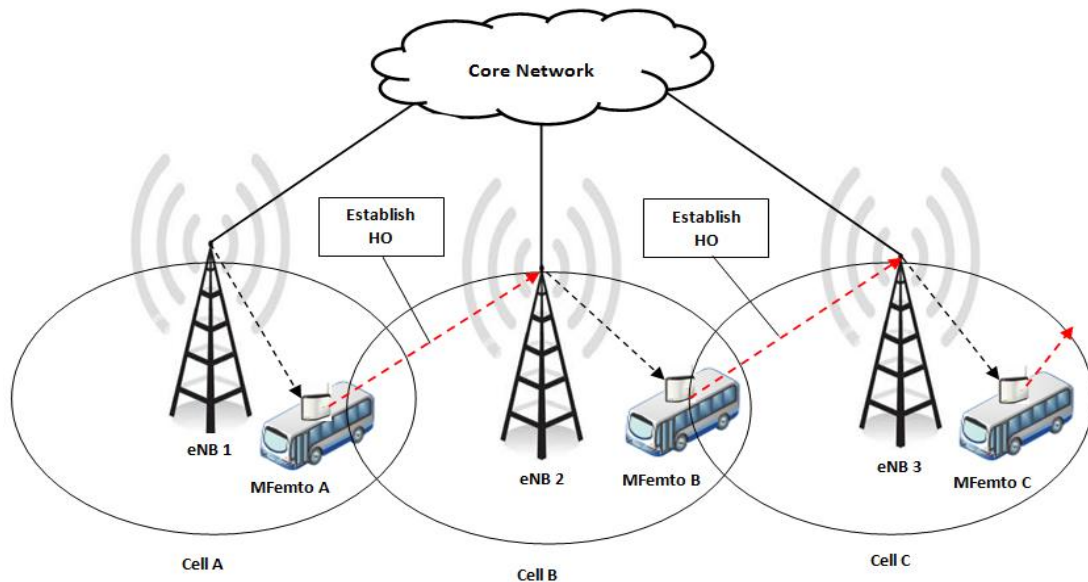 Core Network
Establish
HO
Establish
HO
eNB 1
MFemto A
eNB 2
MFemto B
eNB 3
MFemto C
Cell A
Cell B
Cell C